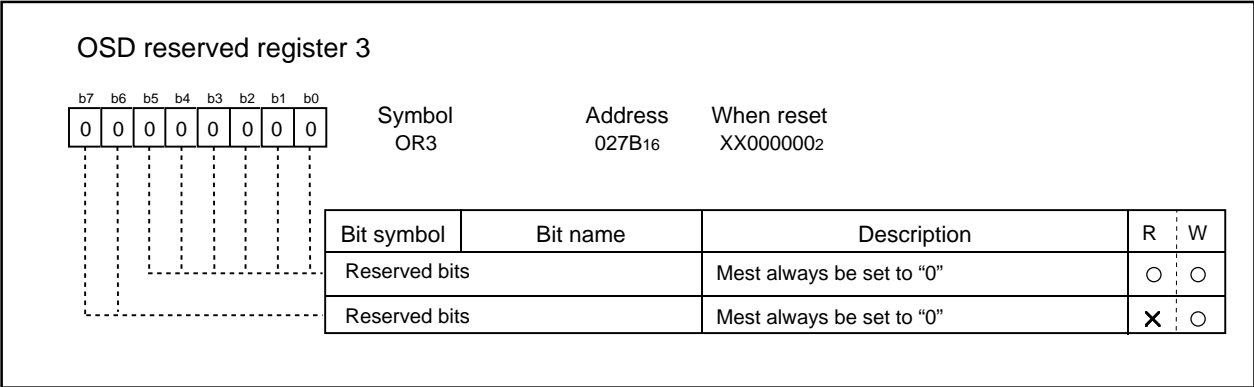 OSD reserved register 3
b7 b6 b5 b4 b3 b2 b1 b0
0 0 0 0 0 0 0 0
Symbol Address When reset
OR3 027B16 XX0000002
Bit symbol Bit name Description R W
Reserved bits Mest always be set to “0” ○ ○
Reserved bits Mest always be set to “0” ✕ ○